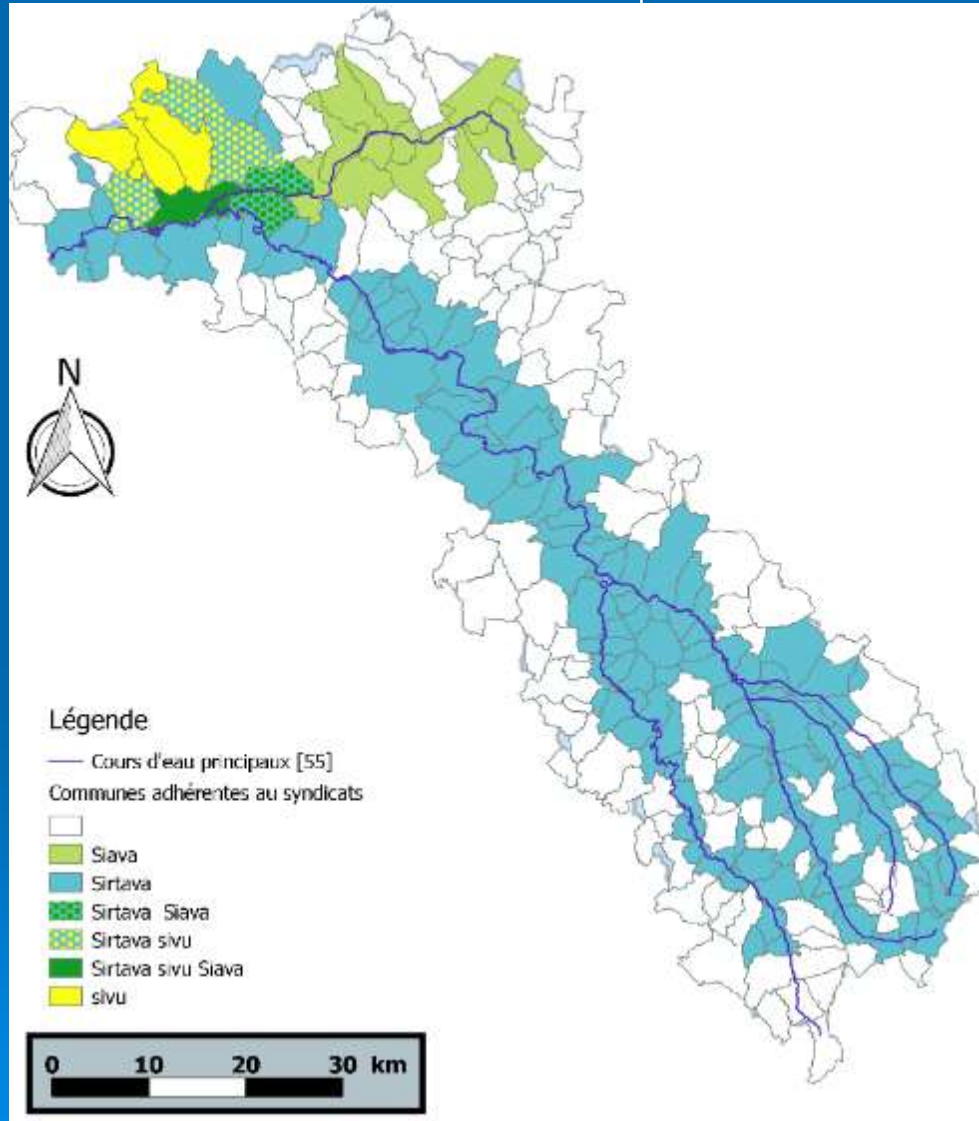 N
Légende
Cours d'eau principaux [55]
Communes adhérentes au syndicats
Siava
Sirtava
Sirtava Siava
Sirtava sivu
Sirtava sivu Siava
sivu
0 10 20 30 km